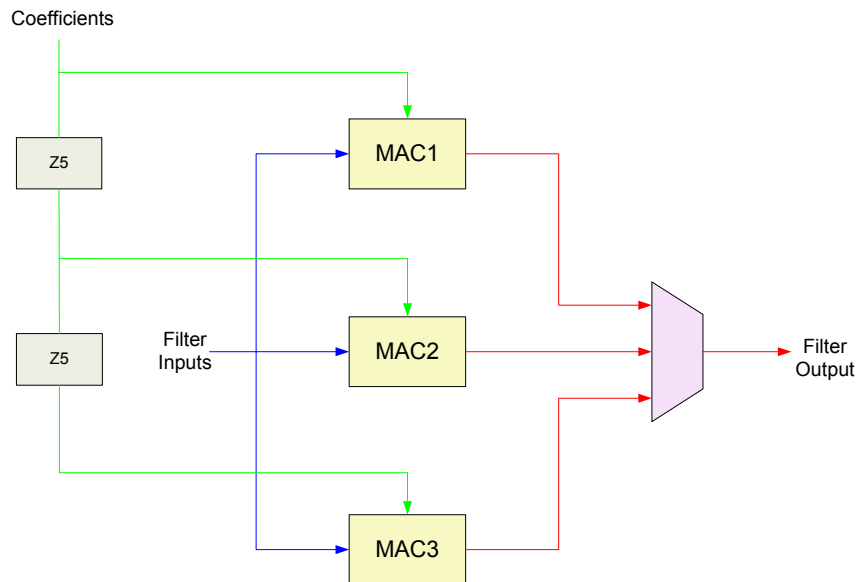 Coefficients
Z5
MAC1
Filter
Inputs
MAC2
Z5
Filter
Output
MAC3